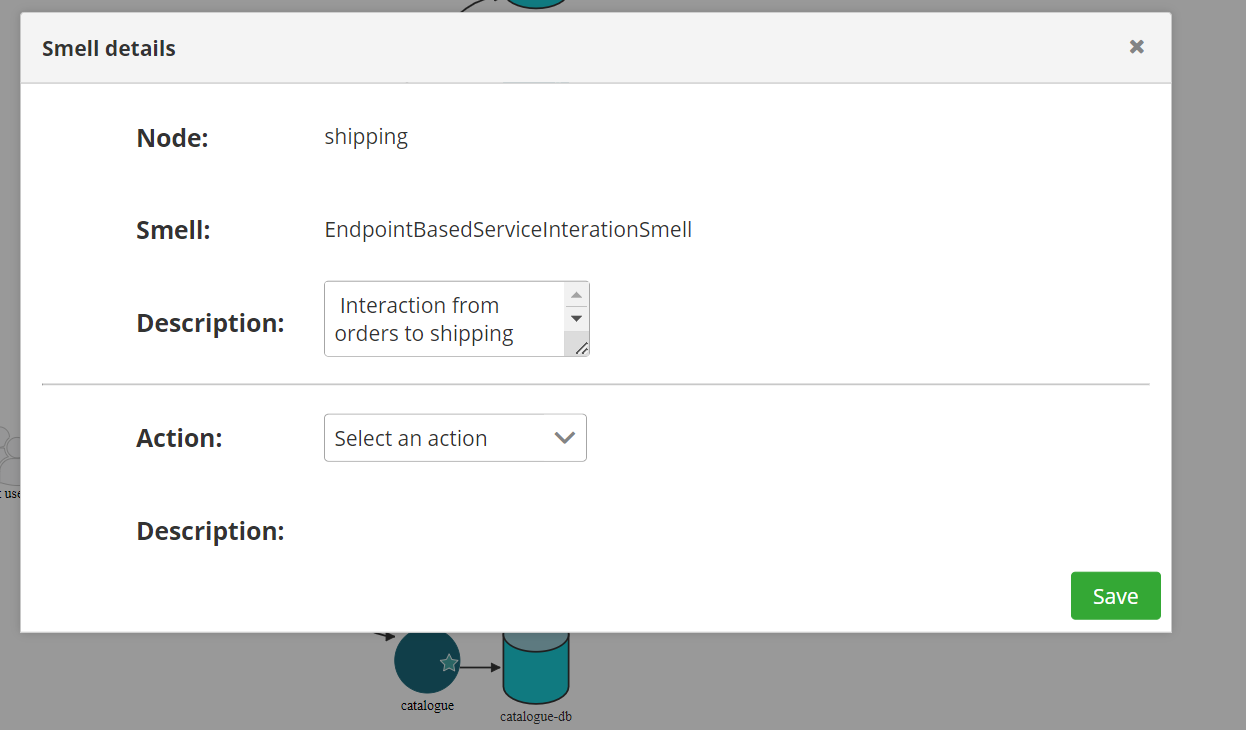 Smell details
Node:
shipping
Smell:
EndpointBasedServiceInterationSmell
Description:
Interaction from
orders to shipping
Action:
Select an action
Description:
Save
catalogue
catalogue-db